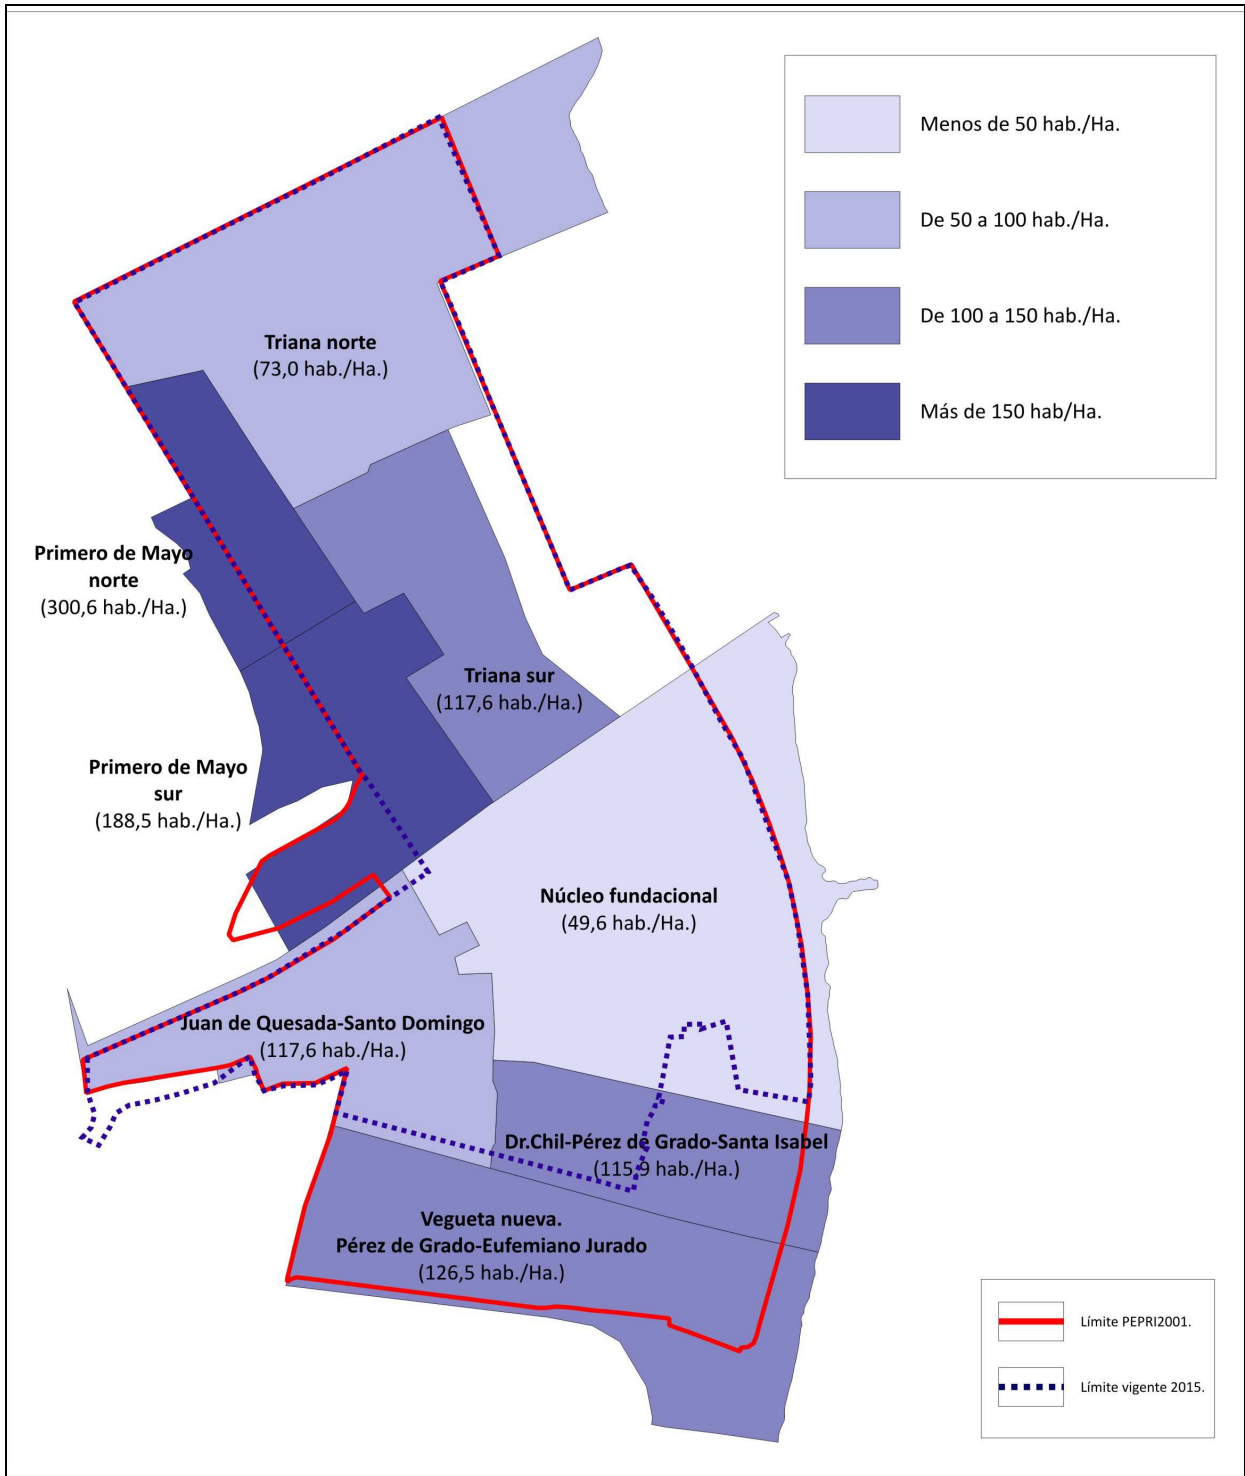 Menos de 50 hab./Ha.
De 50 a 100 hab./Ha.
De 100 a 150 hab./Ha.
Más de 150 hab/Ha.
Triana norte
(73,0 hab./Ha.)
Primero de Mayo
norte
(300,6 hab./Ha.)
Triana sur
(117,6 hab./Ha.)
Primero de Mayo
sur
(188,5 hab./Ha.)
Núcleo fundacional
(49,6 hab./Ha.)
Juan de Quesada-Santo Domingo
(117,6 hab./Ha.)
Dr.Chil-Pérez de Grado-Santa Isabel
(115,9 hab./Ha.)
Vegueta nueva.
Pérez de Grado-Eufemiano Jurado
(126,5 hab./Ha.)
Límite PEPRI2001.
Límite vigente 2015.